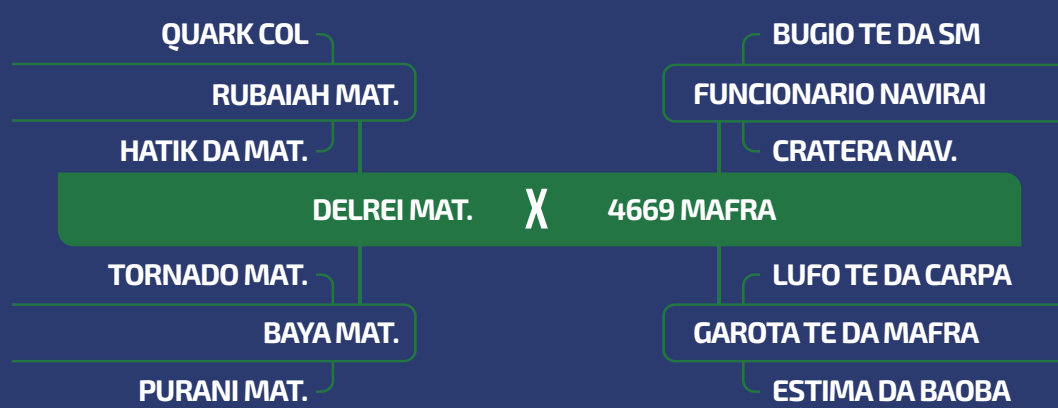 QUARK COL
BUGIO TE DA SM
RUBAIAH MAT.
FUNCIONARIO NAVIRAI
HATIK DA MAT.
CRATERA NAV.
DELREI MAT. X 4669 MAFRA
TORNADO MAT.
LUFO TE DA CARPA
BAYA MAT.
GAROTA TE DA MAFRA
PURANI MAT.
ESTIMA DA BAOBA